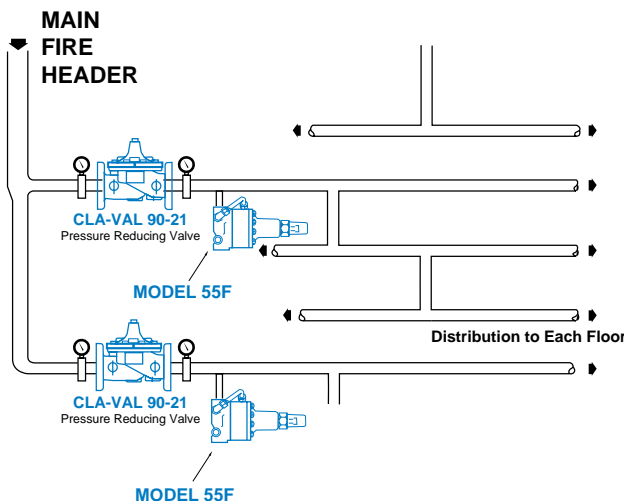 MAIN
FIRE
HEADER
CLA-VAL 90-21
Pressure Reducing Valve
MODEL 55F
Distribution to Each Floor
CLA-VAL 90-21
Pressure Reducing Valve
MODEL 55F